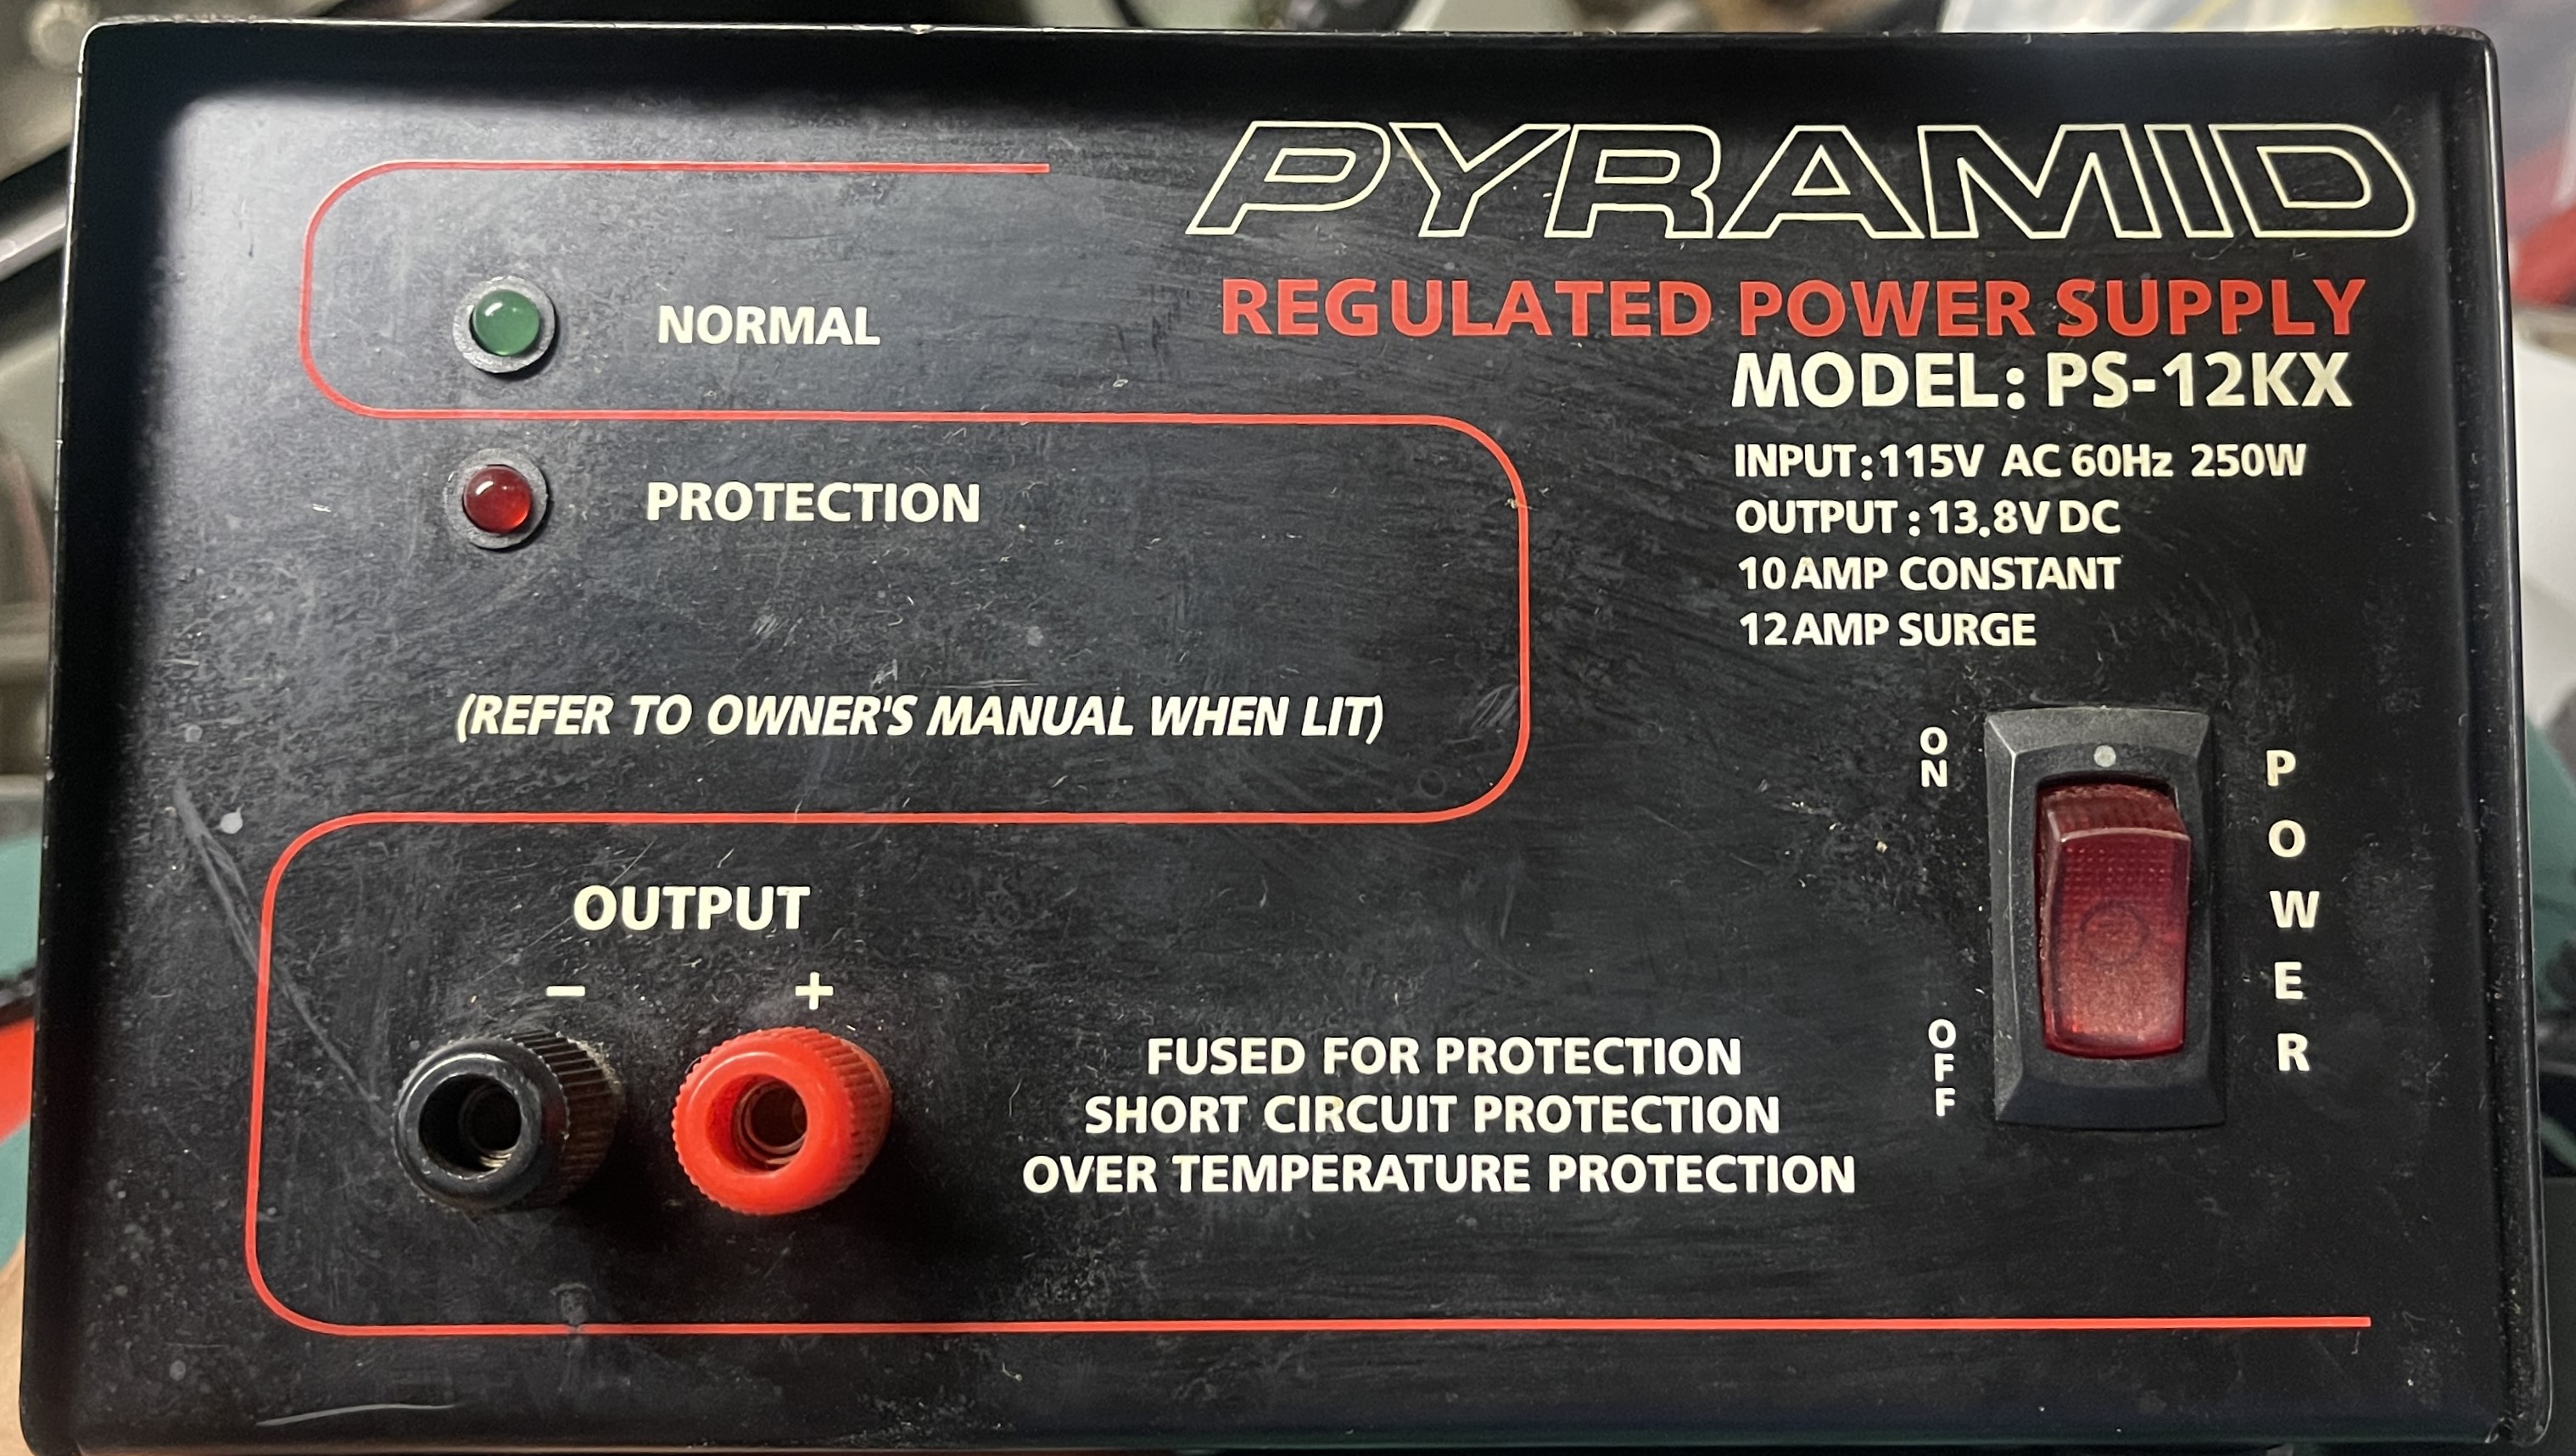 PYRAMID
REGULATED POWER SUPPLY
MODEL: PS-12KX
INPUT: 115V AC 60Hz 250W
OUTPUT: 13.8V DC
10 AMP CONSTANT
12 AMP SURGE
NORMAL
PROTECTION
(REFER TO OWNER'S MANUAL WHEN LIT)
ON
POWER
OFF
OUTPUT
- +
FUSED FOR PROTECTION
SHORT CIRCUIT PROTECTION
OVER TEMPERATURE PROTECTION